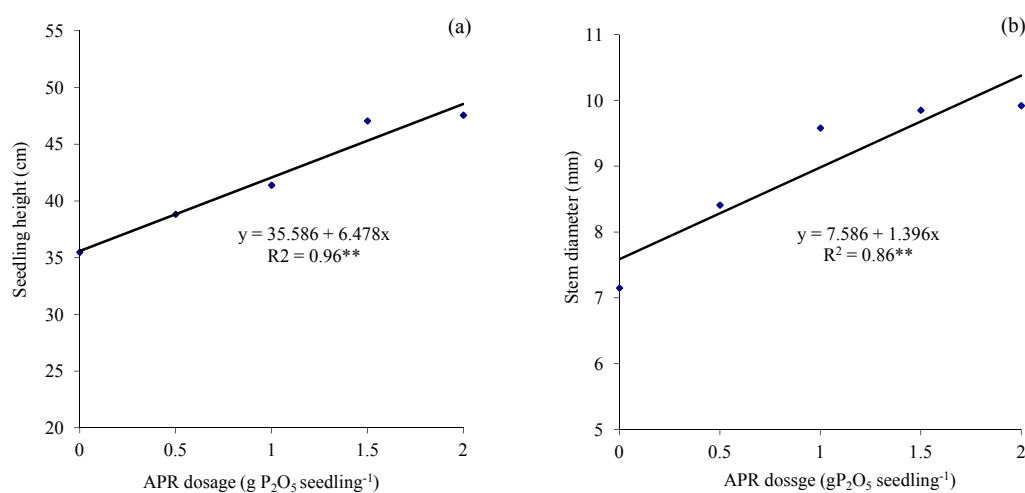 (a)
55
50
45
40
35
30
25
20
Seedling height (cm)
y = 35.586 + 6.478x
R2 = 0.96**
0 0.5 1 1.5 2
APR dosage (g P₂O₅ seedling⁻¹)
(b)
11
10
9
8
7
6
5
Stem diameter (mm)
y = 7.586 + 1.396x
R² = 0.86**
0 0.5 1 1.5 2
APR dossge (gP₂O₅ seedling⁻¹)